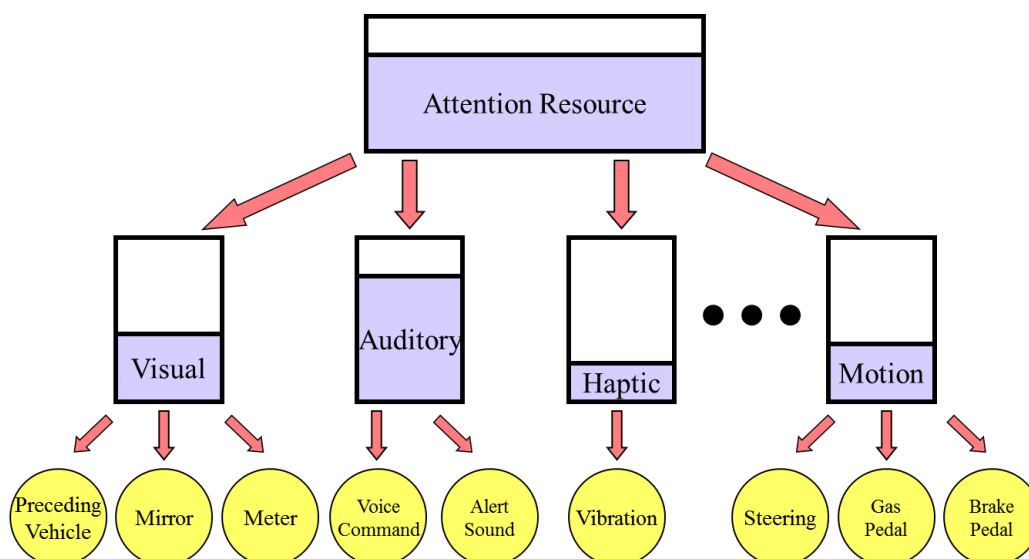 Attention Resource
Visual
Auditory
Haptic
Motion
Preceding
Vehicle
Mirror
Meter
Voice
Command
Alert
Sound
Vibration
Steering
Gas
Pedal
Brake
Pedal